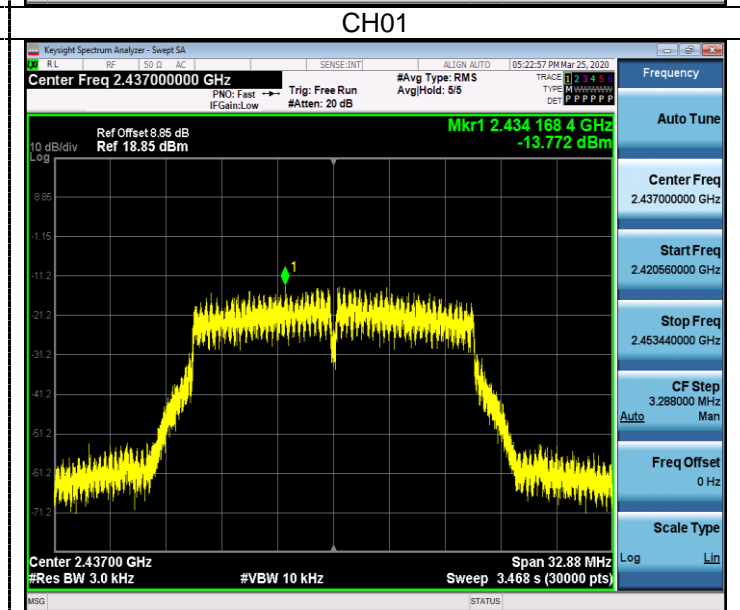 CH01
Keysight Spectrum Analyzer - Swept SA
LXI RL RF 50 Ω AC SENSE:INT ALIGN AUTO 05:22:57 PM Mar 25, 2020
Center Freq 2.437000000 GHz
PNO: Fast
IFGain:Low
Trig: Free Run
#Atten: 20 dB
#Avg Type: RMS
Avg|Hold: 5/5
TRACE 1 2 3 4 5 6
TYPE M WWWWW
DET P P P P P P
Ref Offset 8.85 dB
Ref 18.85 dBm
10 dB/div
Log
Mkr1 2.434 168 4 GHz
-13.772 dBm
8.85
-1.15
-11.2
-21.2
-31.2
-41.2
-51.2
-61.2
-71.2
1
Center 2.43700 GHz
#Res BW 3.0 kHz
#VBW 10 kHz
Span 32.88 MHz
Sweep 3.468 s (30000 pts)
Frequency
Auto Tune
Center Freq
2.437000000 GHz
Start Freq
2.420560000 GHz
Stop Freq
2.453440000 GHz
CF Step
3.288000 MHz
Auto Man
Freq Offset
0 Hz
Scale Type
Log Lin
MSG STATUS